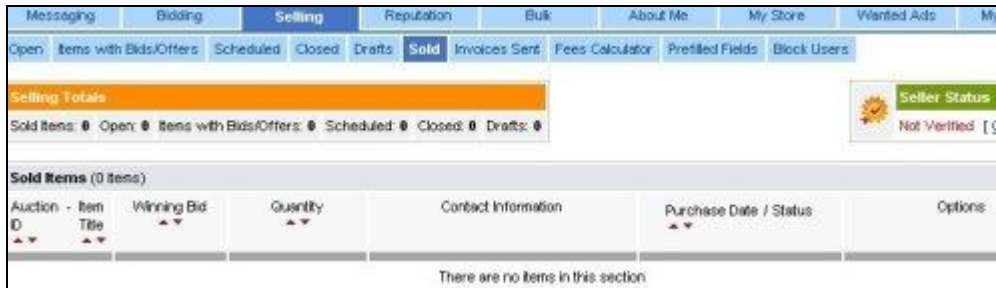 Messaging Bidding Selling Reputation Bulk About Me My Store Wanted Ads
Open Items with Bids/Offers Scheduled Closed Drafts Sold Invoices Sent Fees Calculator Prefilled Fields Block Users
Selling Totals
Seller Status
Sold Items: 0 Open: 0 Items with Bids/Offers: 0 Scheduled: 0 Closed: 0 Drafts: 0
Not Verified [
Sold Items (0 items)
Auction ID - Item Title Winning Bid Quantity Contact Information Purchase Date / Status Options
There are no items in this section